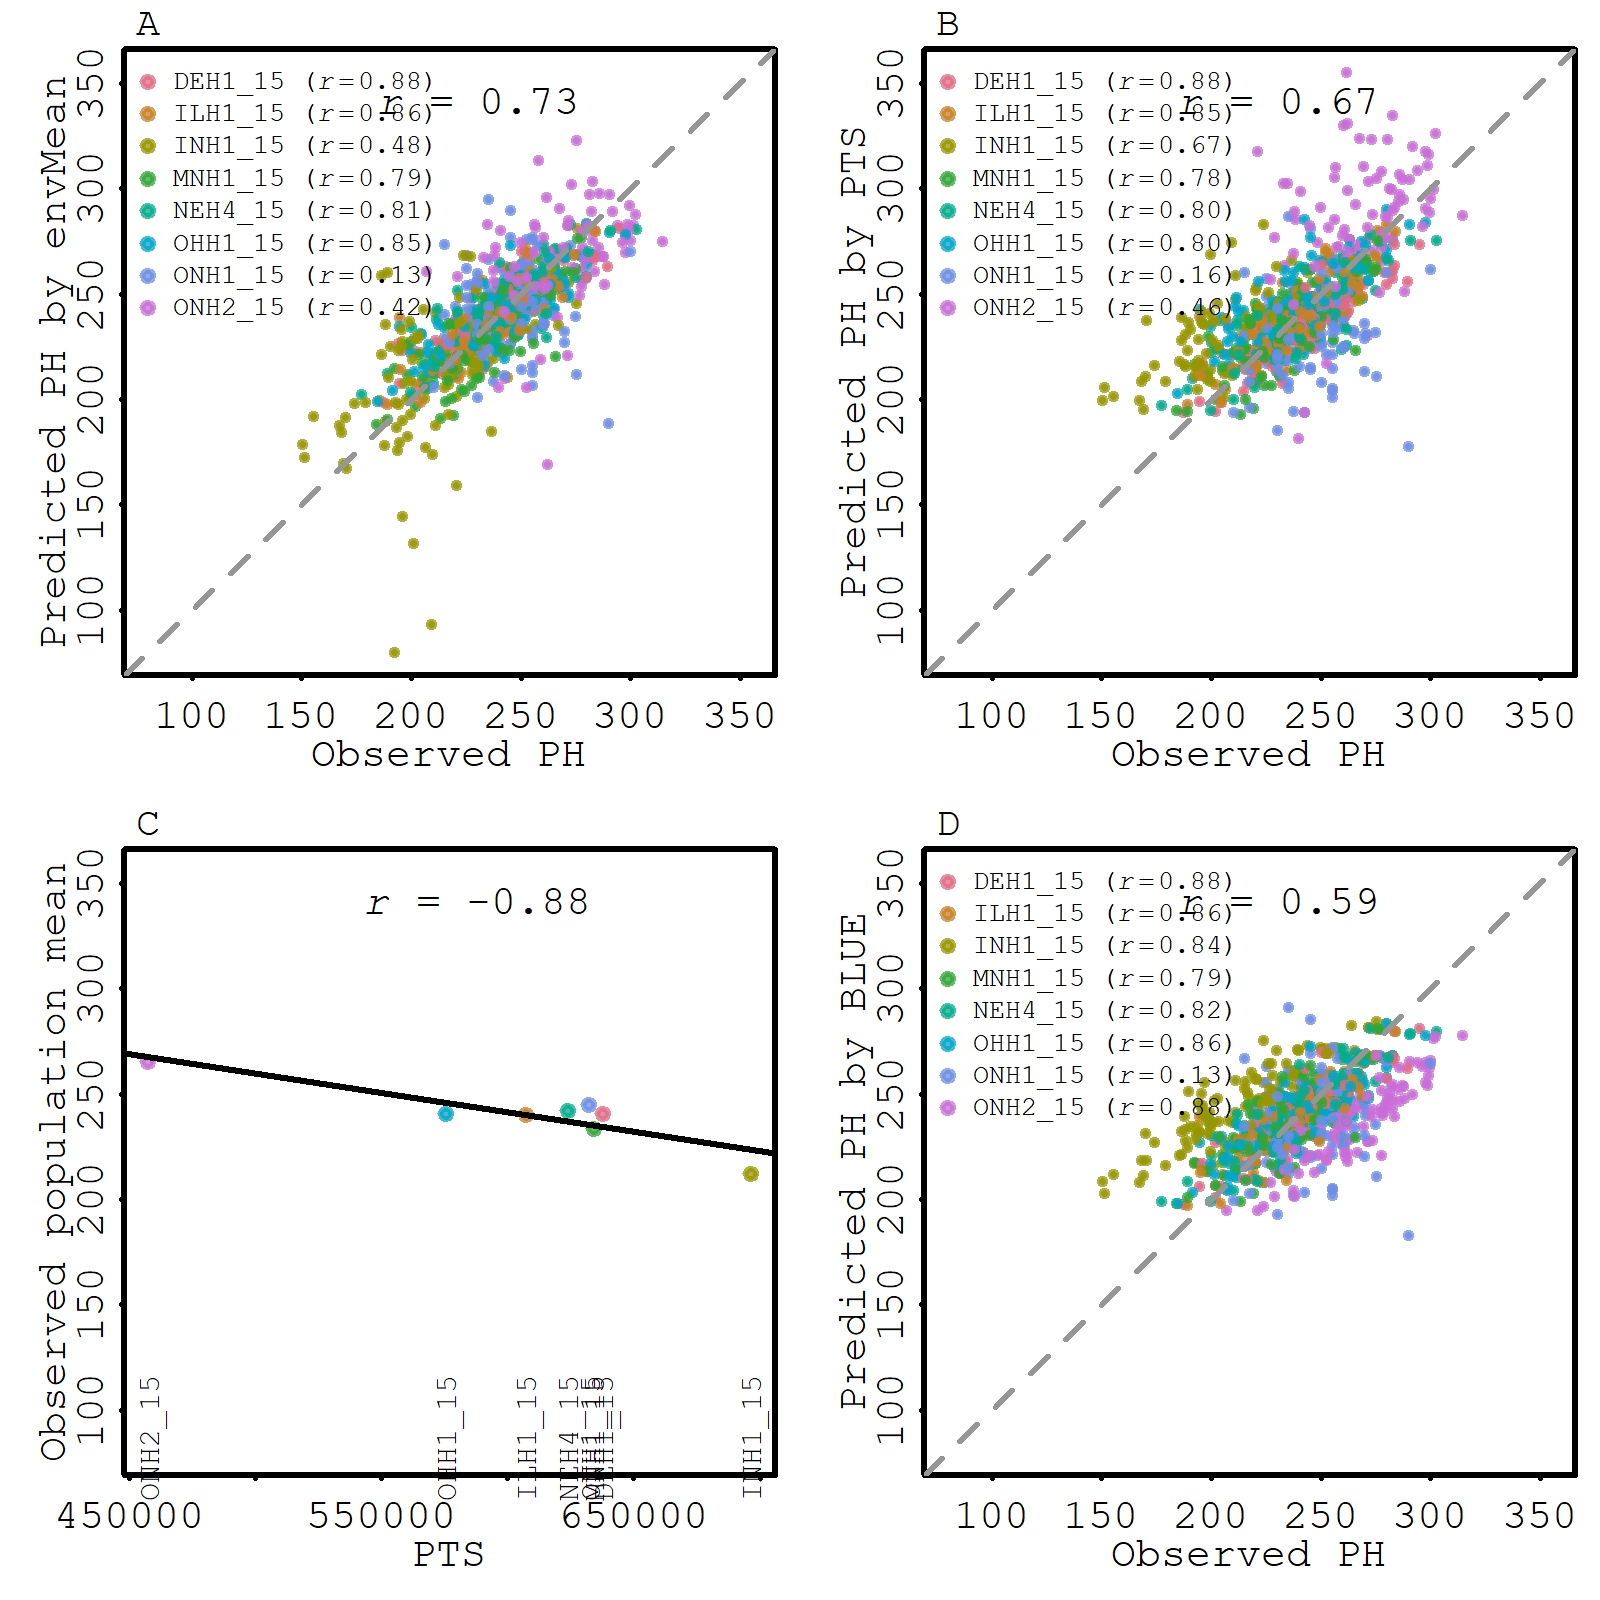 A
DEH1_15 (r=0.88)
ILH1_15 (r=0.86)
INH1_15 (r=0.48)
MNH1_15 (r=0.79)
NEH4_15 (r=0.81)
OHH1_15 (r=0.85)
ONH1_15 (r=0.13)
ONH2_15 (r=0.42)
r = 0.73
Predicted PH by envMean
350
300
250
200
150
100
100 150 200 250 300 350
Observed PH
B
DEH1_15 (r=0.88)
ILH1_15 (r=0.85)
INH1_15 (r=0.67)
MNH1_15 (r=0.78)
NEH4_15 (r=0.80)
OHH1_15 (r=0.80)
ONH1_15 (r=0.16)
ONH2_15 (r=0.46)
r = 0.67
Predicted PH by PTS
350
300
250
200
150
100
100 150 200 250 300 350
Observed PH
C
r = -0.88
Observed population mean
350
300
250
200
150
100
ONH2_15
OHH1_15
ILH1_15
NEH4_15
INH1_15
450000 550000 650000
PTS
D
DEH1_15 (r=0.88)
ILH1_15 (r=0.86)
INH1_15 (r=0.84)
MNH1_15 (r=0.79)
NEH4_15 (r=0.82)
OHH1_15 (r=0.86)
ONH1_15 (r=0.13)
ONH2_15 (r=0.88)
r = 0.59
Predicted PH by BLUE
350
300
250
200
150
100
100 150 200 250 300 350
Observed PH